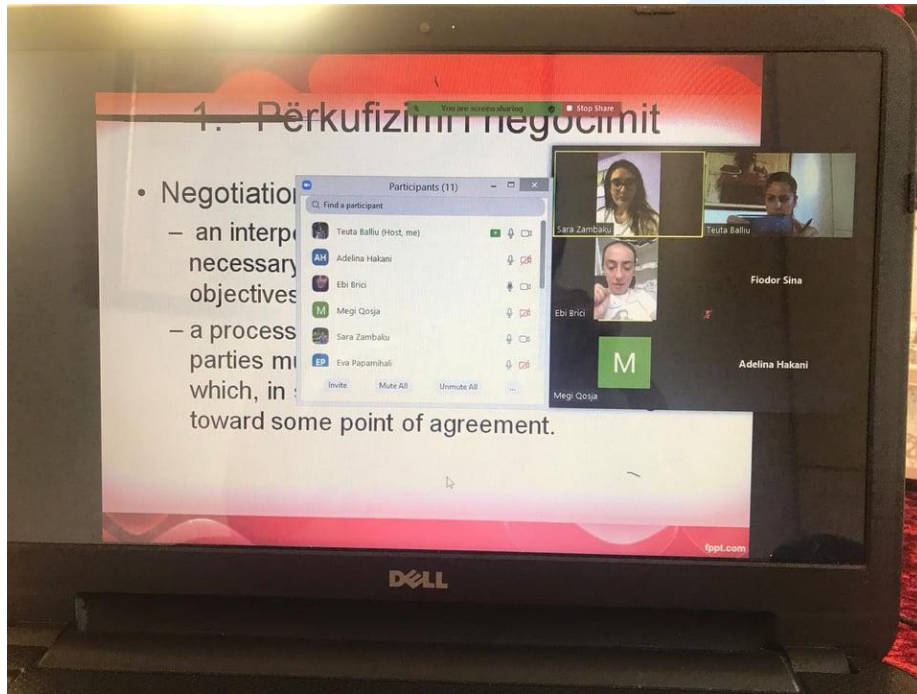 You are screen sharing
Stop Share
1. Përkufizimi i negocimit
• Negotiation
– an interpe
necessary
objectives
– a process
parties mu
which, in s
toward some point of agreement.
Participants (11)
Find a participant
Teuta Balliu (Host, me)
AH Adelina Hakani
Ebi Brici
M Megi Qosja
Sara Zambaku
EP Eva Papamihali
Invite Mute All Unmute All ...
Sara Zambaku
Teuta Balliu
Ebi Brici
Fiodor Sina
M
Megi Qosja
Adelina Hakani
fppt.com
DELL